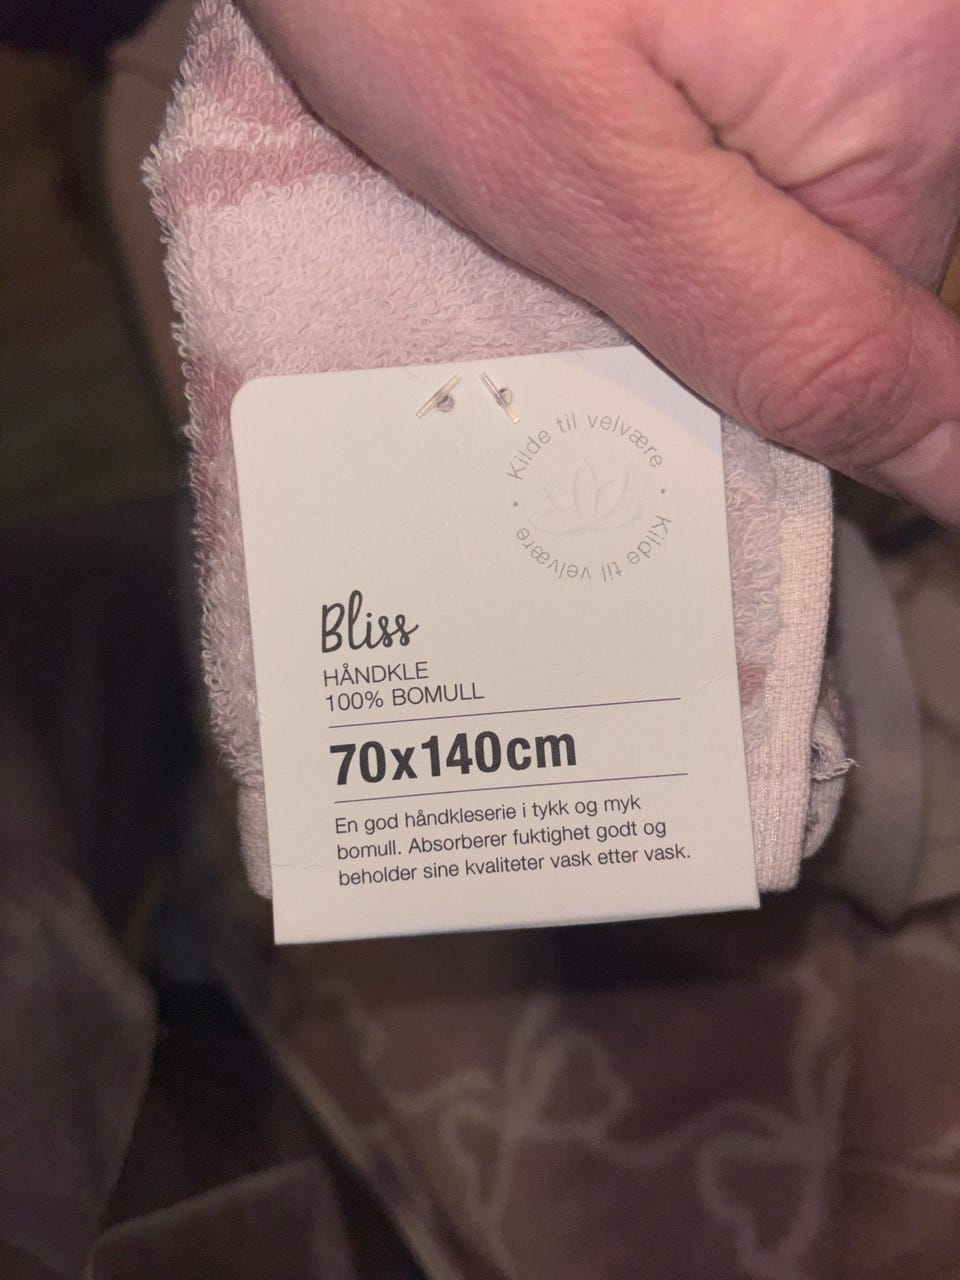 Kilde til velvære • Kilde til velvære •
Bliss
HÅNDKLE
100% BOMULL
70x140cm
En god håndkleserie i tykk og myk
bomull. Absorberer fuktighet godt og
beholder sine kvaliteter vask etter vask.